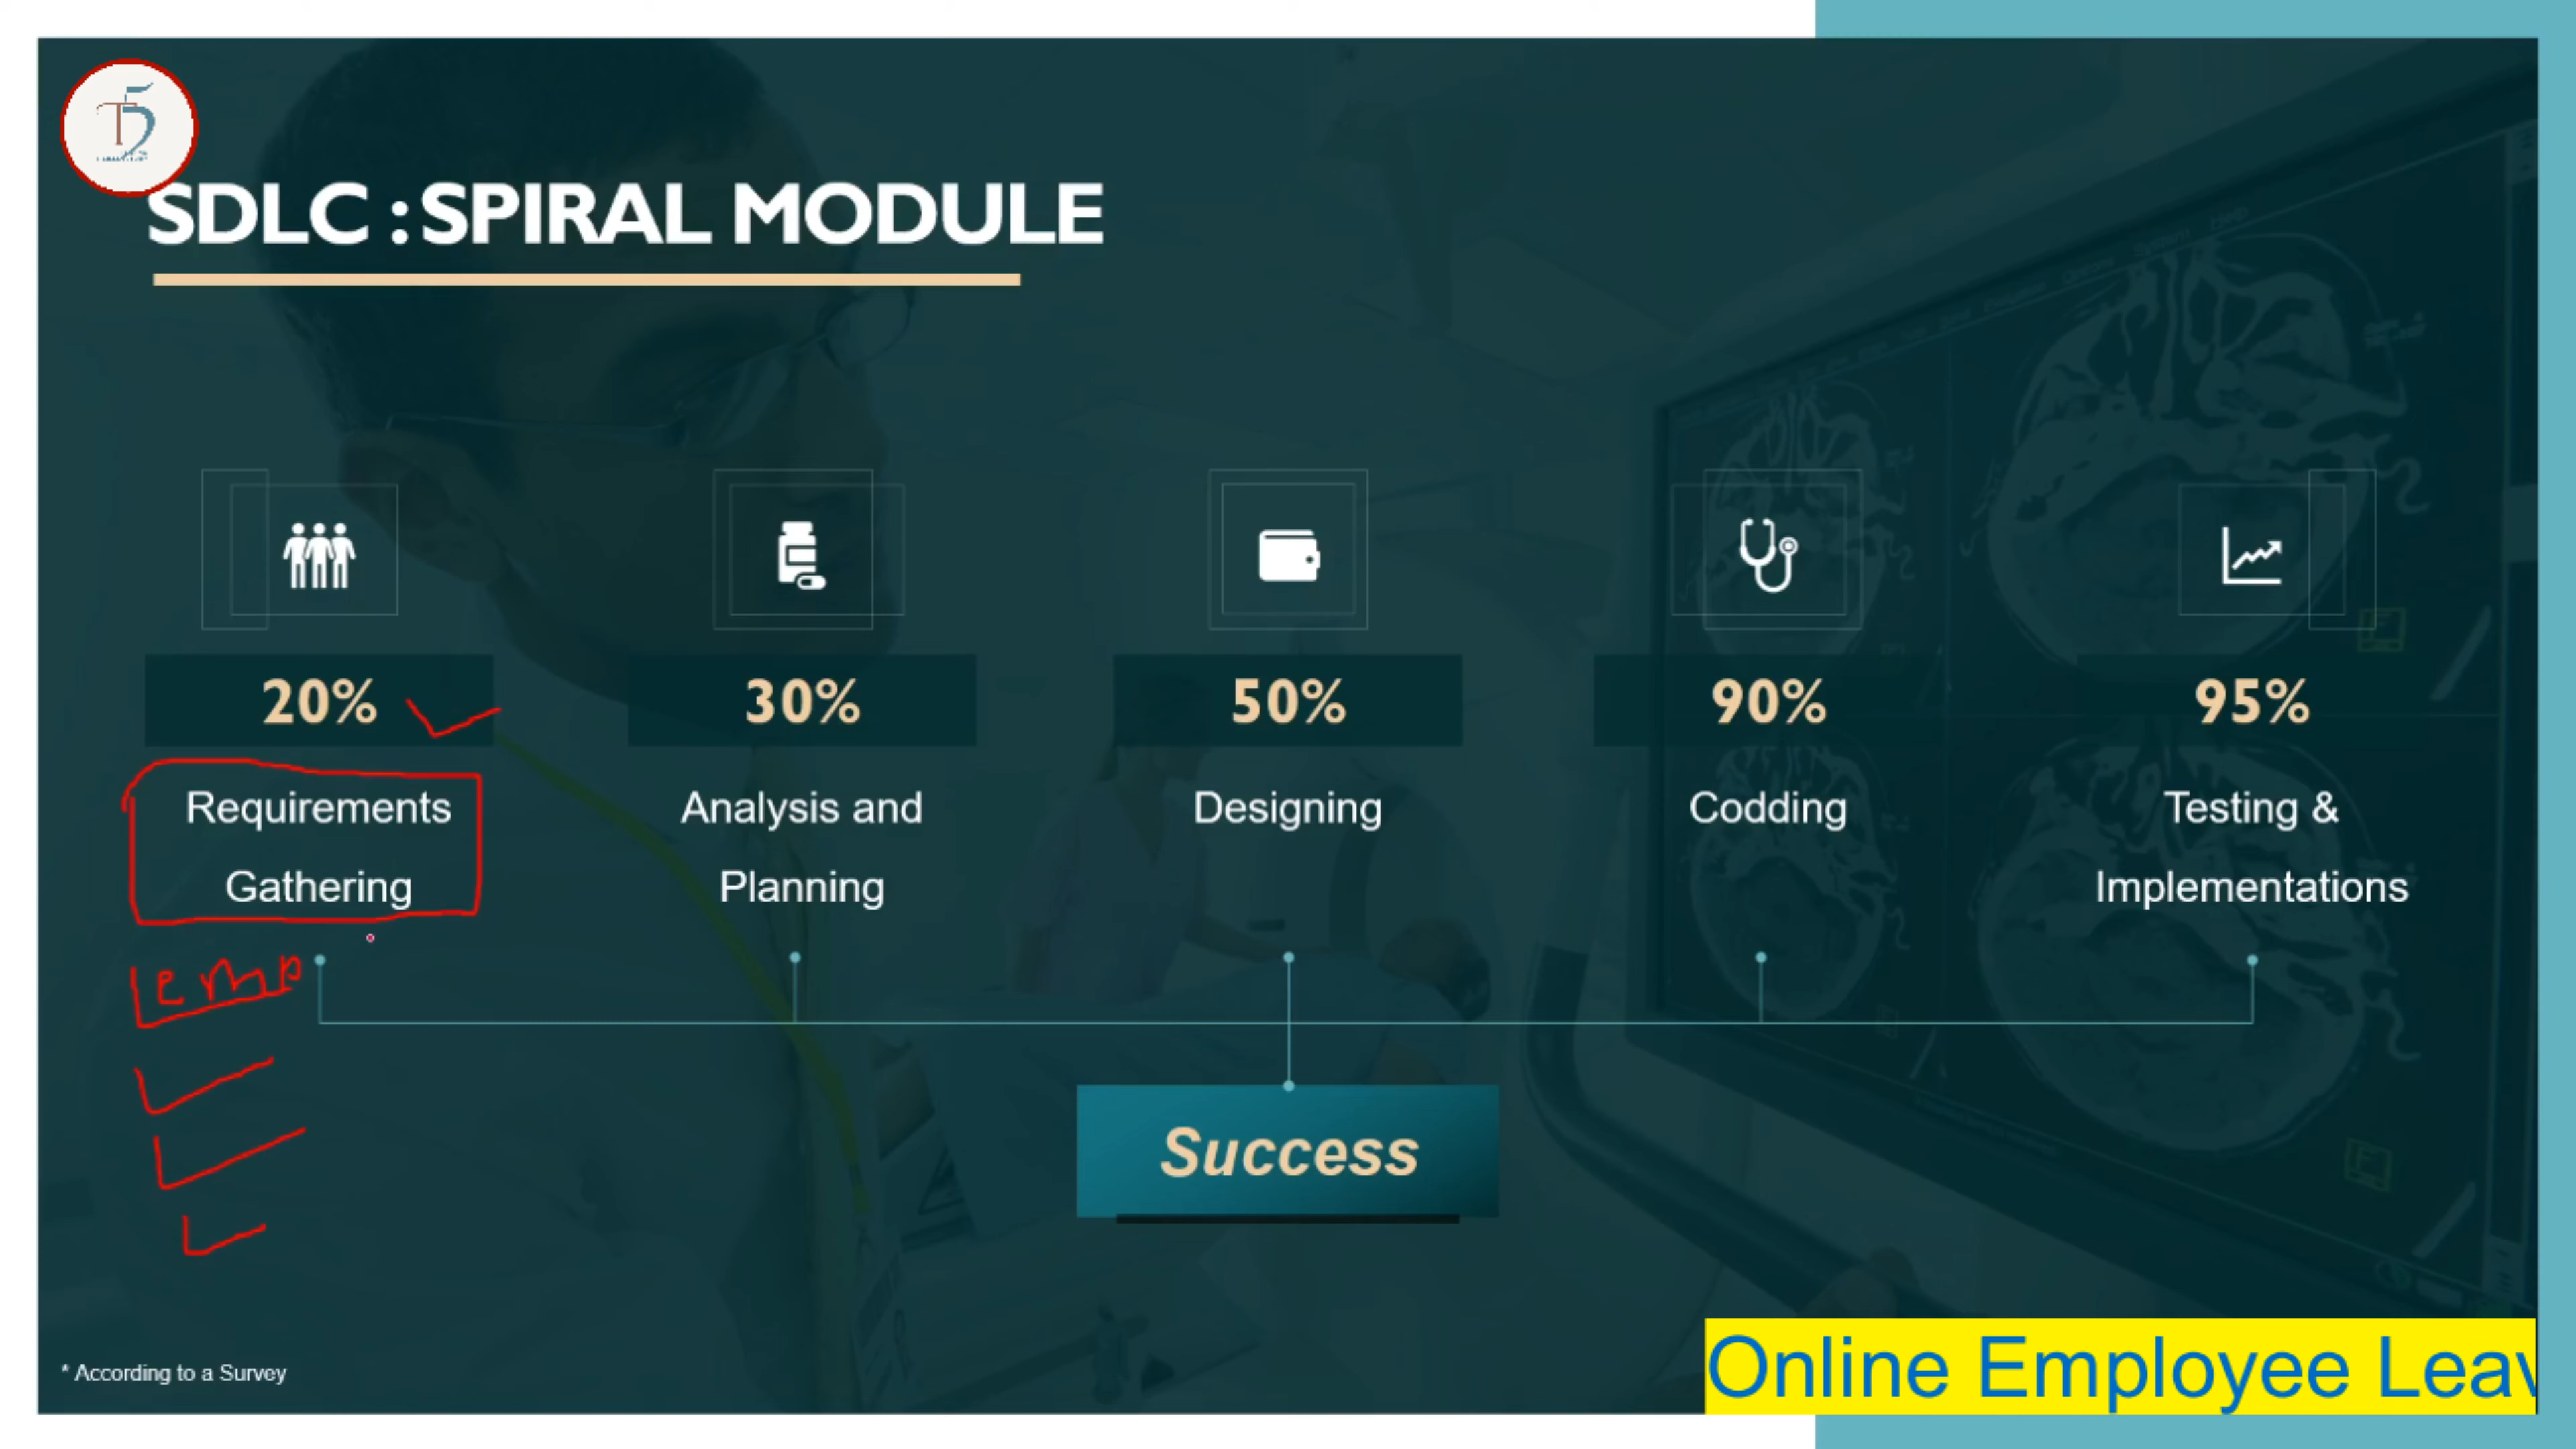 SDLC : SPIRAL MODULE
20%
30%
50%
90%
95%
Requirements
Gathering
Analysis and
Planning
Designing
Codding
Testing &
Implementations
emp
Success
* According to a Survey
Online Employee Leav